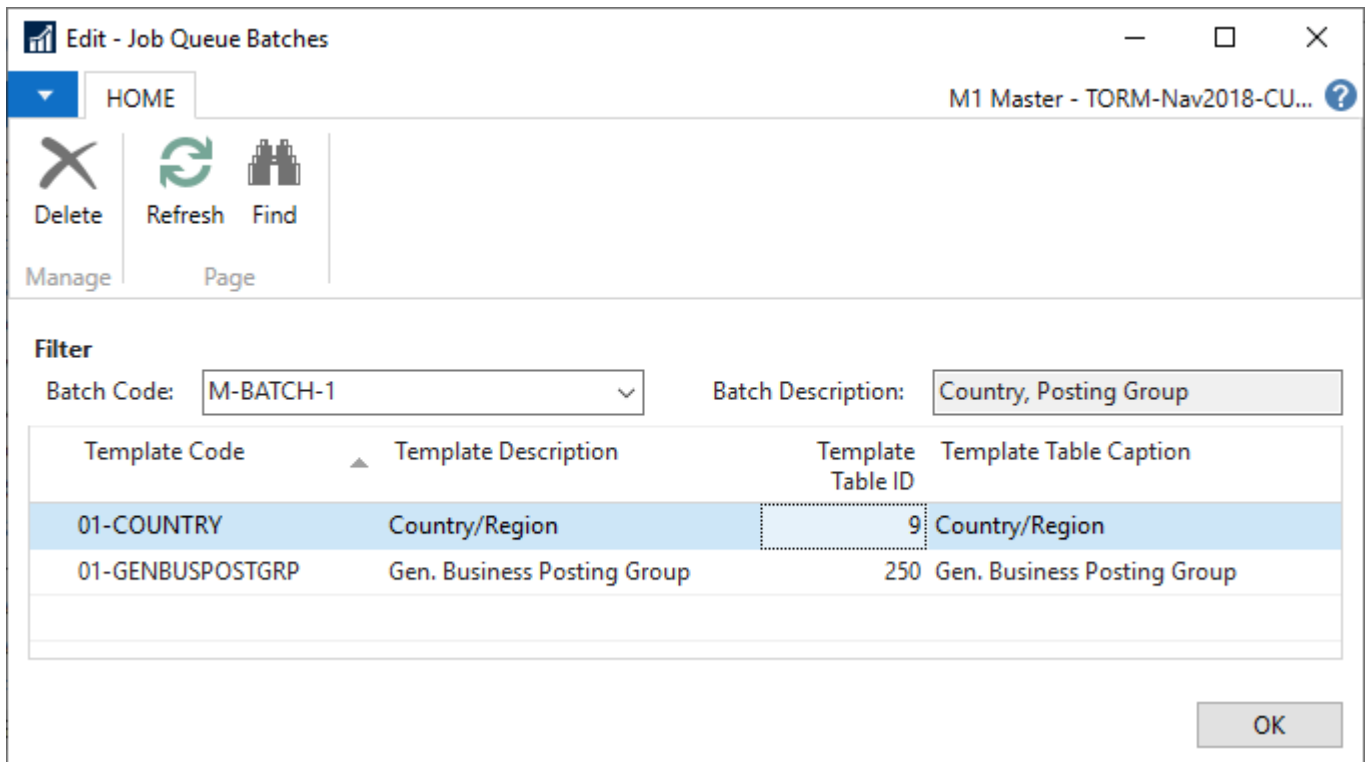 Edit - Job Queue Batches
HOME
M1 Master - TORM-Nav2018-CU...
Delete
Refresh
Find
Manage
Page
Filter
Batch Code: M-BATCH-1 Batch Description: Country, Posting Group
Template Code Template Description Template Table ID Template Table Caption
01-COUNTRY Country/Region 9 Country/Region
01-GENBUSPOSTGRP Gen. Business Posting Group 250 Gen. Business Posting Group
OK